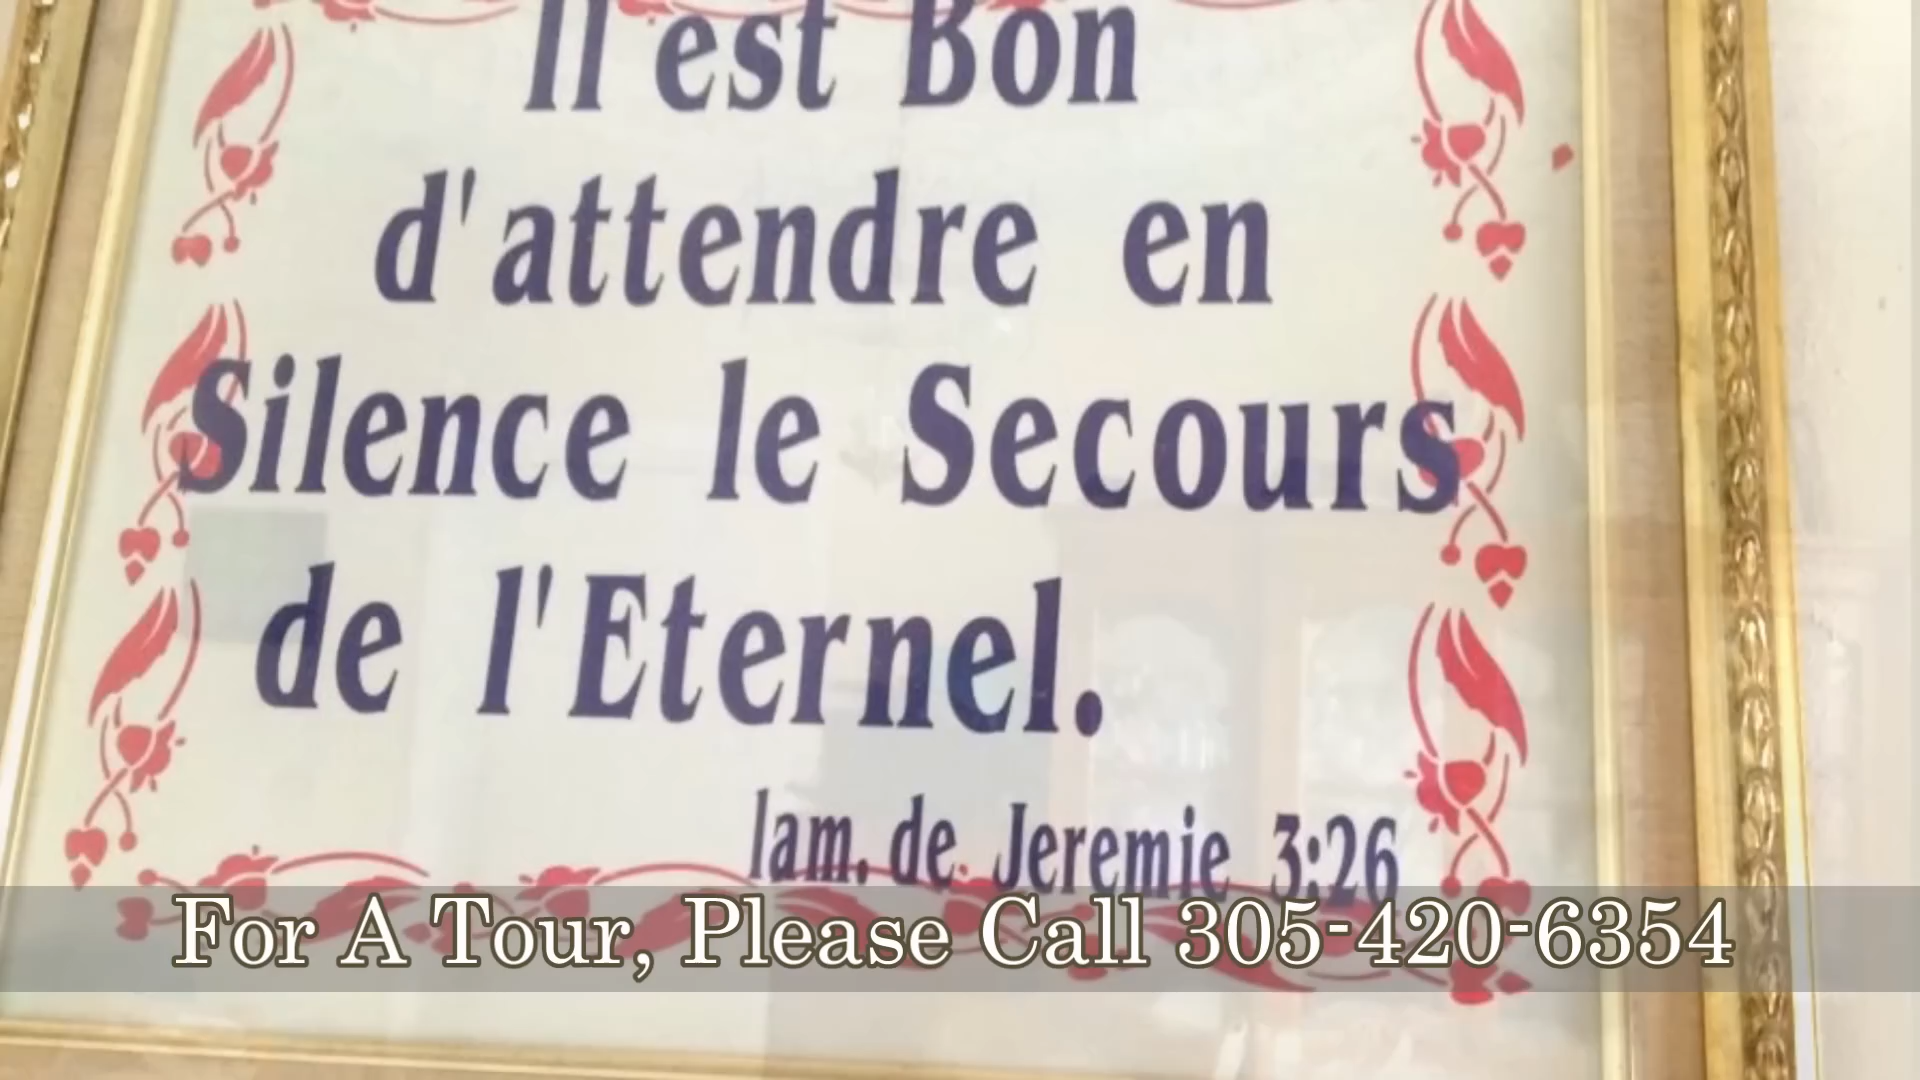 Il est Bon
d'attendre en
Silence le Secours
de l'Eternel.
lam. de Jeremie 3:26
For A Tour, Please Call 305-420-6354